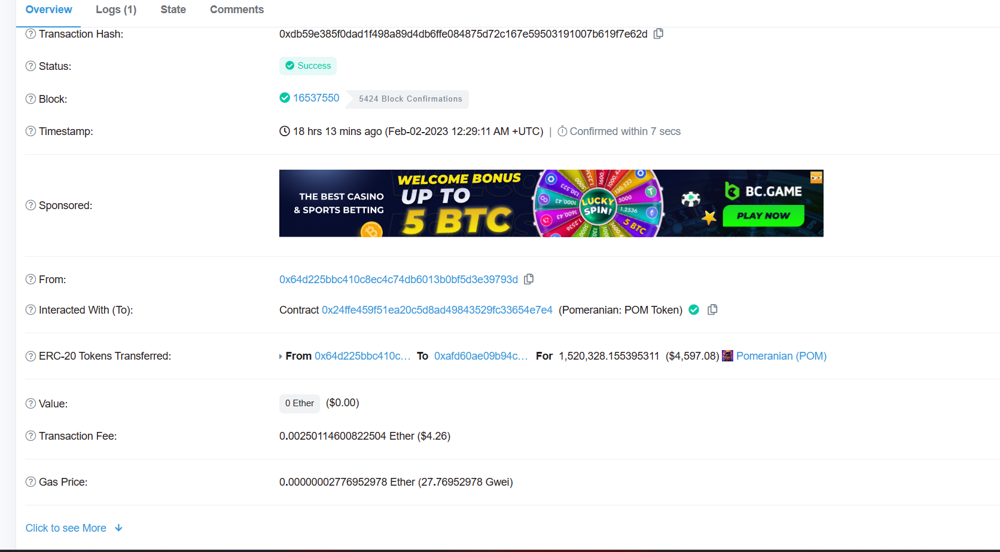 Overview Logs (1) State Comments
Transaction Hash: 0xdb59e385f0dad1f498a89d4db6ffe084875d72c167e59503191007b619f7e62d
Status: Success
Block: 16537550 5424 Block Confirmations
Timestamp: 18 hrs 13 mins ago (Feb-02-2023 12:29:11 AM +UTC) | Confirmed within 7 secs
Sponsored:
THE BEST CASINO
& SPORTS BETTING
WELCOME BONUS
UP TO
5 BTC
LUCKY
SPIN!
5000
1.2536
5 BTC
130,523
BC.GAME
PLAY NOW
From: 0x64d225bbc410c8ec4c74db6013b0bf5d3e39793d
Interacted With (To): Contract 0x24ffe459f51ea20c5d8ad49843529fc33654e7e4 (Pomeranian: POM Token)
ERC-20 Tokens Transferred: From 0x64d225bbc410c... To 0xafd60ae09b94c... For 1,520,328.155395311 ($4,597.08) Pomeranian (POM)
Value: 0 Ether ($0.00)
Transaction Fee: 0.00250114600822504 Ether ($4.26)
Gas Price: 0.00000002776952978 Ether (27.76952978 Gwei)
Click to see More